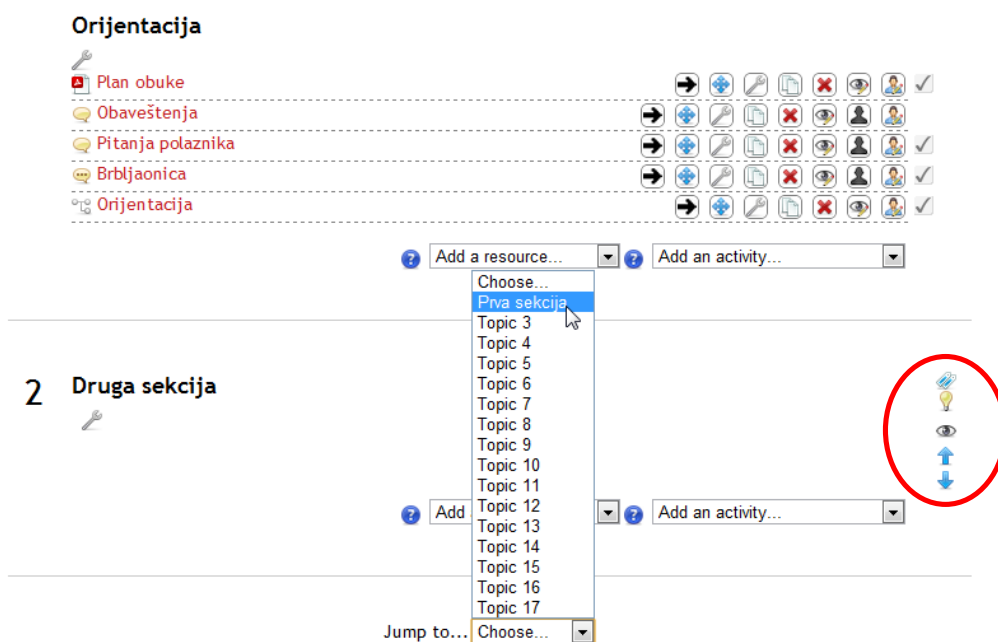 Orijentacija
Plan obuke
Obaveštenja
Pitanja polaznika
Brbljaonica
Orijentacija
Add a resource... Add an activity...
Choose...
Prva sekcija
Topic 3
Topic 4
Topic 5
Topic 6
2 Druga sekcija
Topic 7
Topic 8
Topic 9
Topic 10
Topic 11
Add Topic 12 Add an activity...
Topic 13
Topic 14
Topic 15
Topic 16
Topic 17
Jump to... Choose...